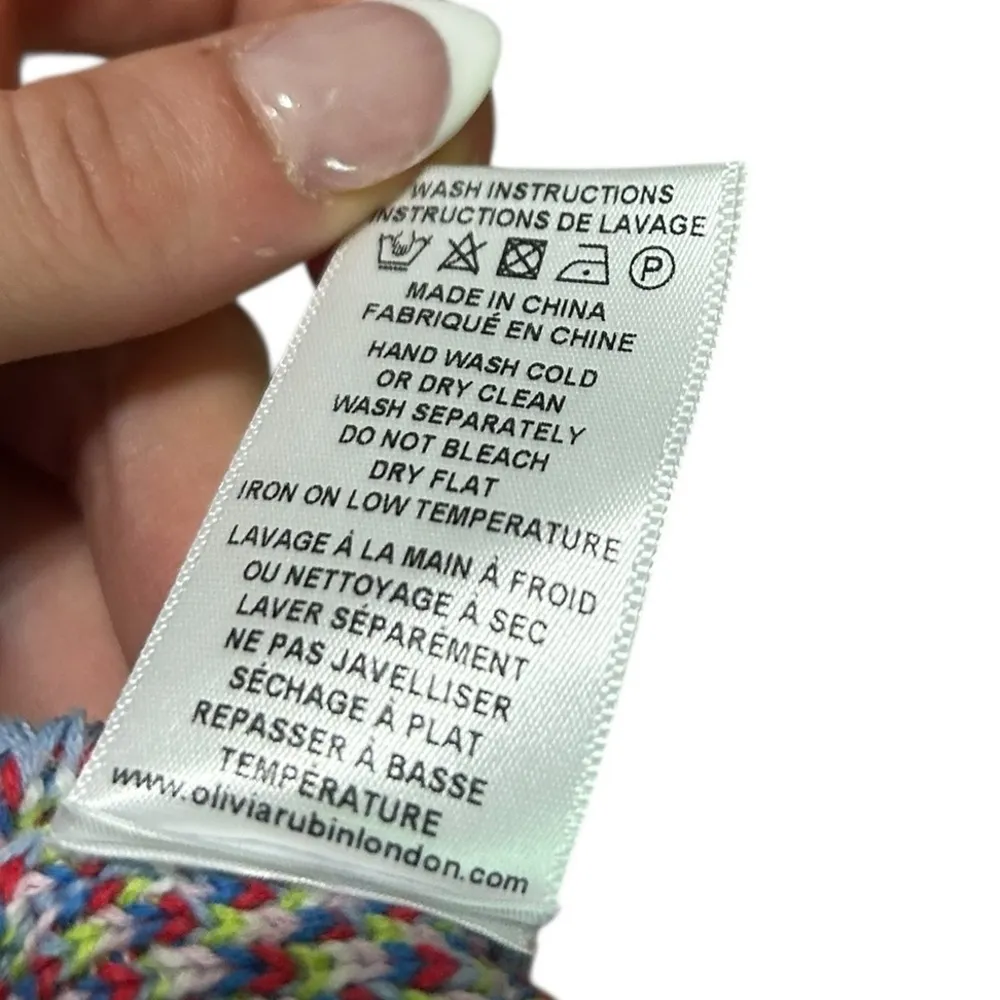 WASH INSTRUCTIONS
INSTRUCTIONS DE LAVAGE
P
MADE IN CHINA
FABRIQUÉ EN CHINE
HAND WASH COLD
OR DRY CLEAN
WASH SEPARATELY
DO NOT BLEACH
DRY FLAT
IRON ON LOW TEMPERATURE
LAVAGE À LA MAIN À FROID
OU NETTOYAGE À SEC
LAVER SÉPARÉMENT
NE PAS JAVELLISER
SÉCHAGE À PLAT
REPASSER À BASSE
TEMPÉRATURE
www.oliviarubinlondon.com